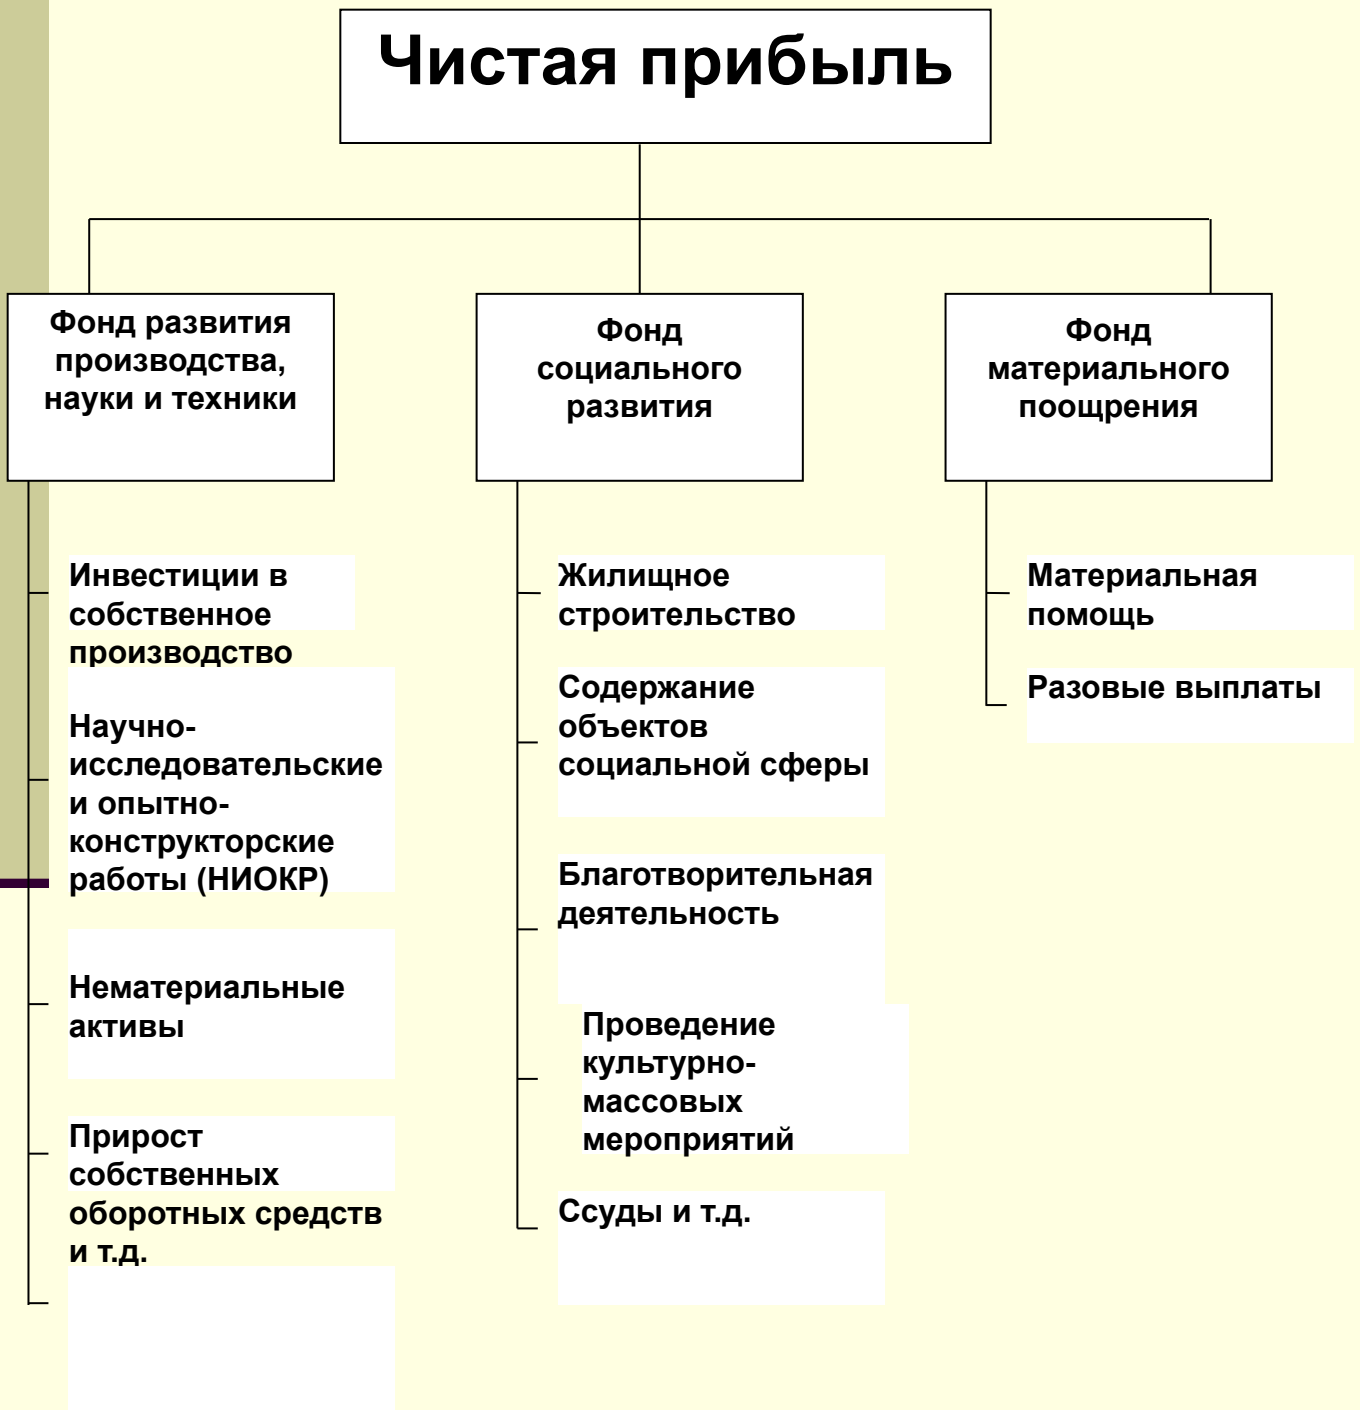 Чистая прибыль
Фонд развития
производства,
науки и техники
Фонд
социального
развития
Фонд
материального
поощрения
Инвестиции в
собственное
производство
Научно-
исследовательские
и опытно-
конструкторские
работы (НИОКР)
Нематериальные
активы
Прирост
собственных
оборотных средств
и т.д.
Жилищное
строительство
Содержание
объектов
социальной сферы
Благотворительная
деятельность
Проведение
культурно-
массовых
мероприятий
Ссуды и т.д.
Материальная
помощь
Разовые выплаты